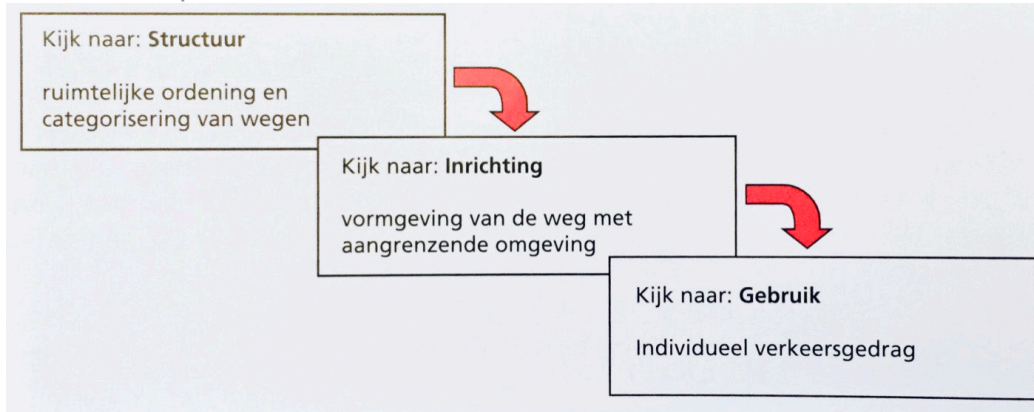 Kijk naar: Structuur
ruimtelijke ordening en
categorisering van wegen
Kijk naar: Inrichting
vormgeving van de weg met
aangrenzende omgeving
Kijk naar: Gebruik
Individueel verkeersgedrag